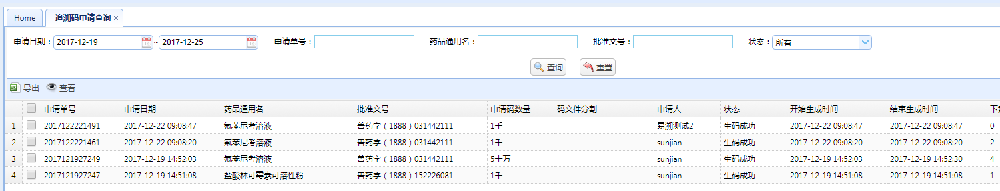 Home 追溯码申请查询 ×
申请日期： 2017-12-19 ~ 2017-12-25 申请单号： 药品通用名： 批准文号： 状态： 所有
查询 重置
导出 查看
申请单号 申请日期 药品通用名 批准文号 申请码数量 码文件分割 申请人 状态 开始生成时间 结束生成时间
1 2017122221491 2017-12-22 09:08:47 氟苯尼考溶液 兽药字（1888）031442111 1千 易溯测试2 生码成功 2017-12-22 09:08:47 2017-12-22 09:08:47 0
2 2017122221461 2017-12-22 09:08:20 氟苯尼考溶液 兽药字（1888）031442111 1千 sunjian 生码成功 2017-12-22 09:08:20 2017-12-22 09:08:20 2
3 2017121927249 2017-12-19 14:52:03 氟苯尼考溶液 兽药字（1888）031442111 5十万 sunjian 生码成功 2017-12-19 14:52:03 2017-12-19 14:52:30 4
4 2017121927247 2017-12-19 14:51:08 盐酸林可霉素可溶性粉 兽药字（1888）152226081 1千 sunjian 生码成功 2017-12-19 14:51:08 2017-12-19 14:51:08 1